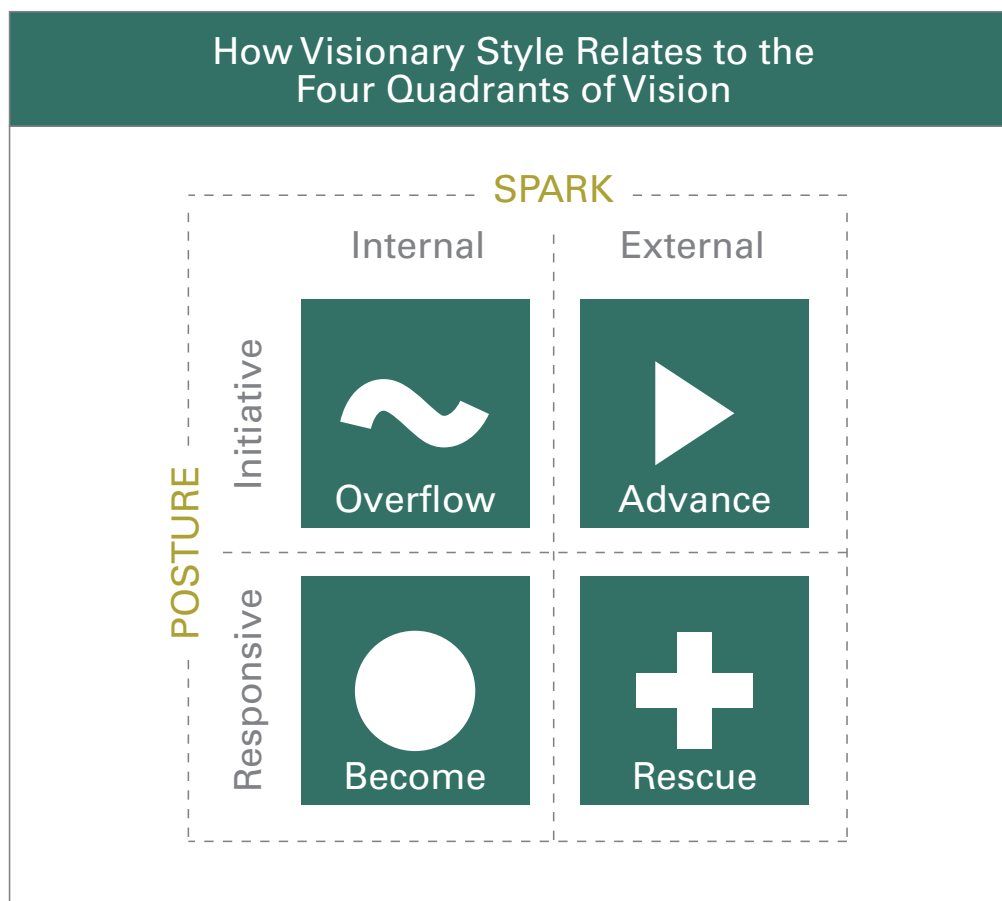 How Visionary Style Relates to the
Four Quadrants of Vision
SPARK
Internal
External
POSTURE
Initiative
Overflow
Advance
Responsive
Become
Rescue